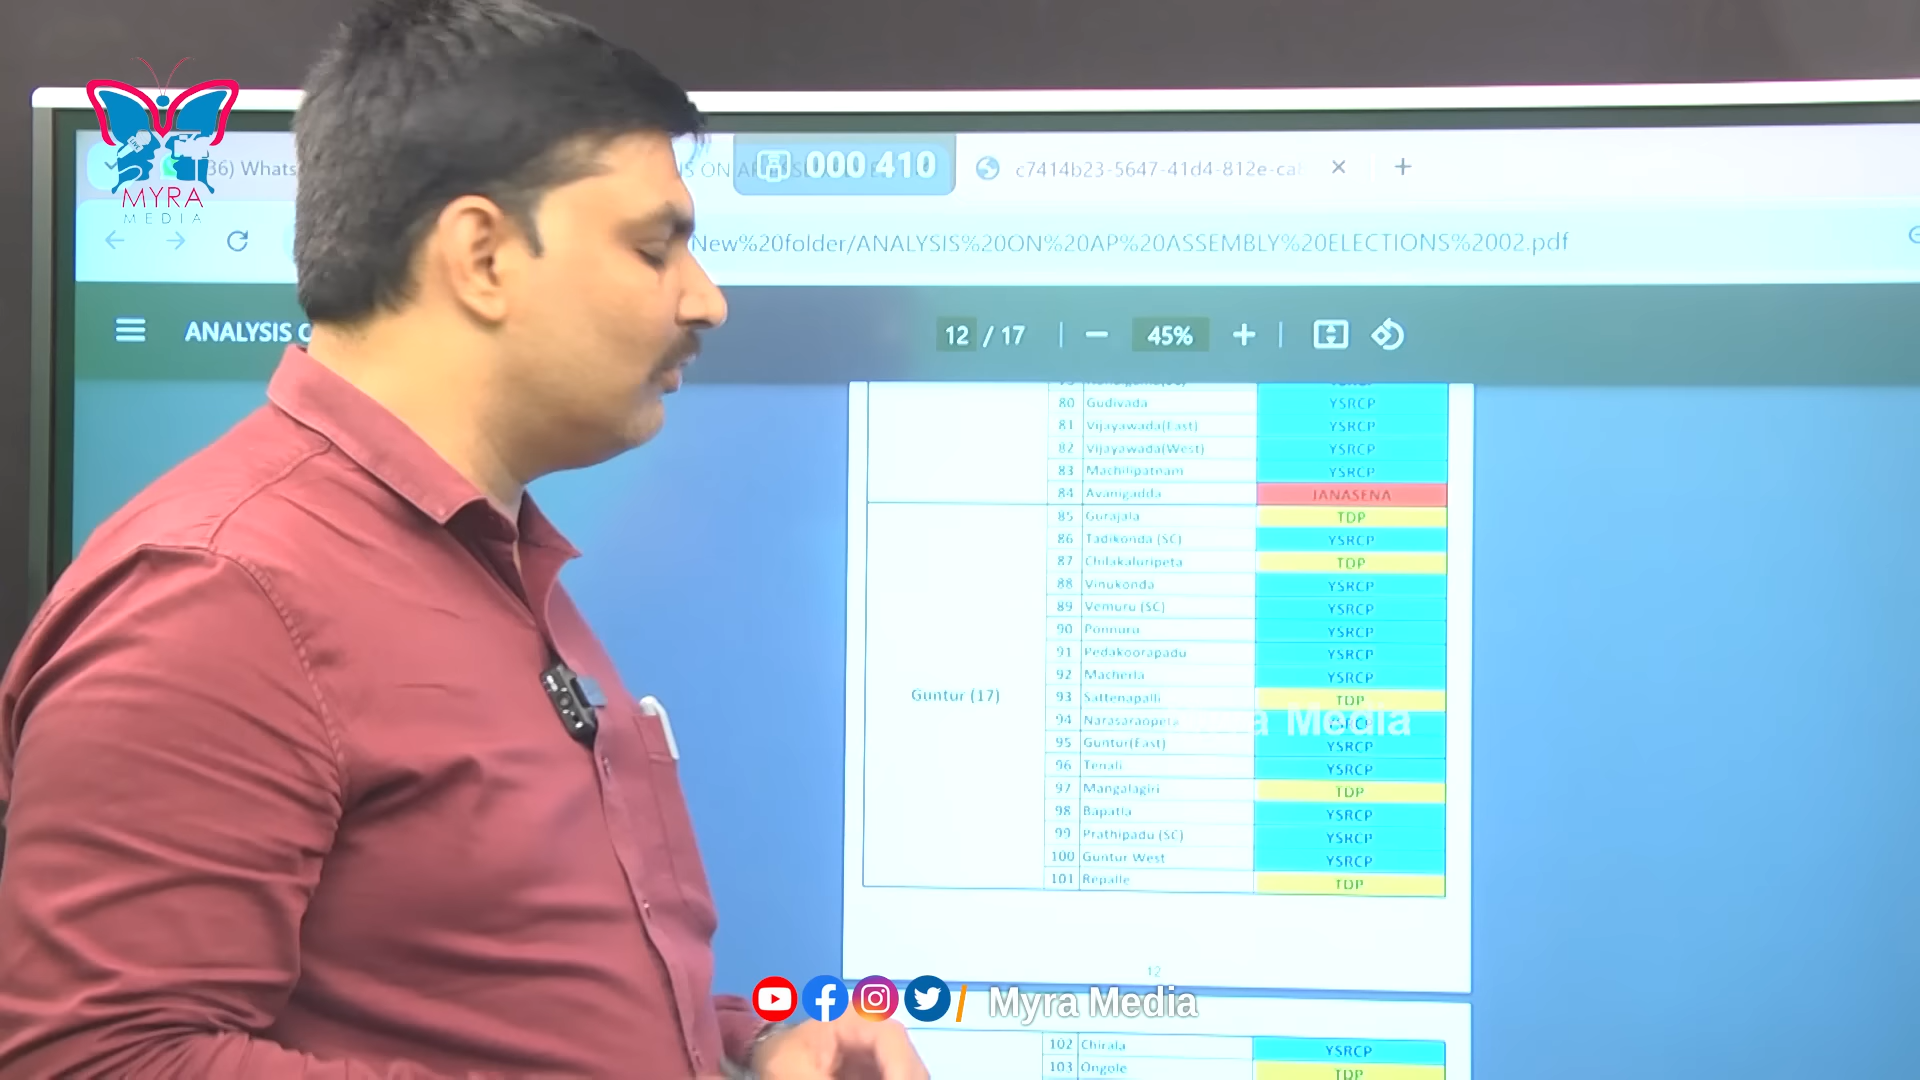 MYRA
MEDIA
36) Whats
000 410
c7414b23-5647-41d4-812e-ca
New%20folder/ANALYSIS%20ON%20AP%20ASSEMBLY%20ELECTIONS%2002.pdf
ANALYSIS
12 / 17
45%
80 Gudivada YSRCP
81 Vijayawada(East) YSRCP
82 Vijayawada(West) YSRCP
83 Machilipatnam YSRCP
84 Avanigadda JANASENA
85 Gurajala TDP
86 Tadikonda (SC) YSRCP
87 Chilakaluripeta TDP
88 Vinukonda YSRCP
89 Vemuru (SC) YSRCP
90 Ponnuru YSRCP
91 Pedakoorapadu YSRCP
92 Macherla YSRCP
Guntur (17)
93 Sattenapalli TDP
94 Narasaraopeta YSRCP
Myra Media
95 Guntur(East) YSRCP
96 Tenali YSRCP
97 Mangalagiri TDP
98 Bapatla YSRCP
99 Prathipadu (SC) YSRCP
100 Guntur West YSRCP
101 Repalle TDP
12
/ Myra Media
102 Chirala YSRCP
103 Ongole TDP